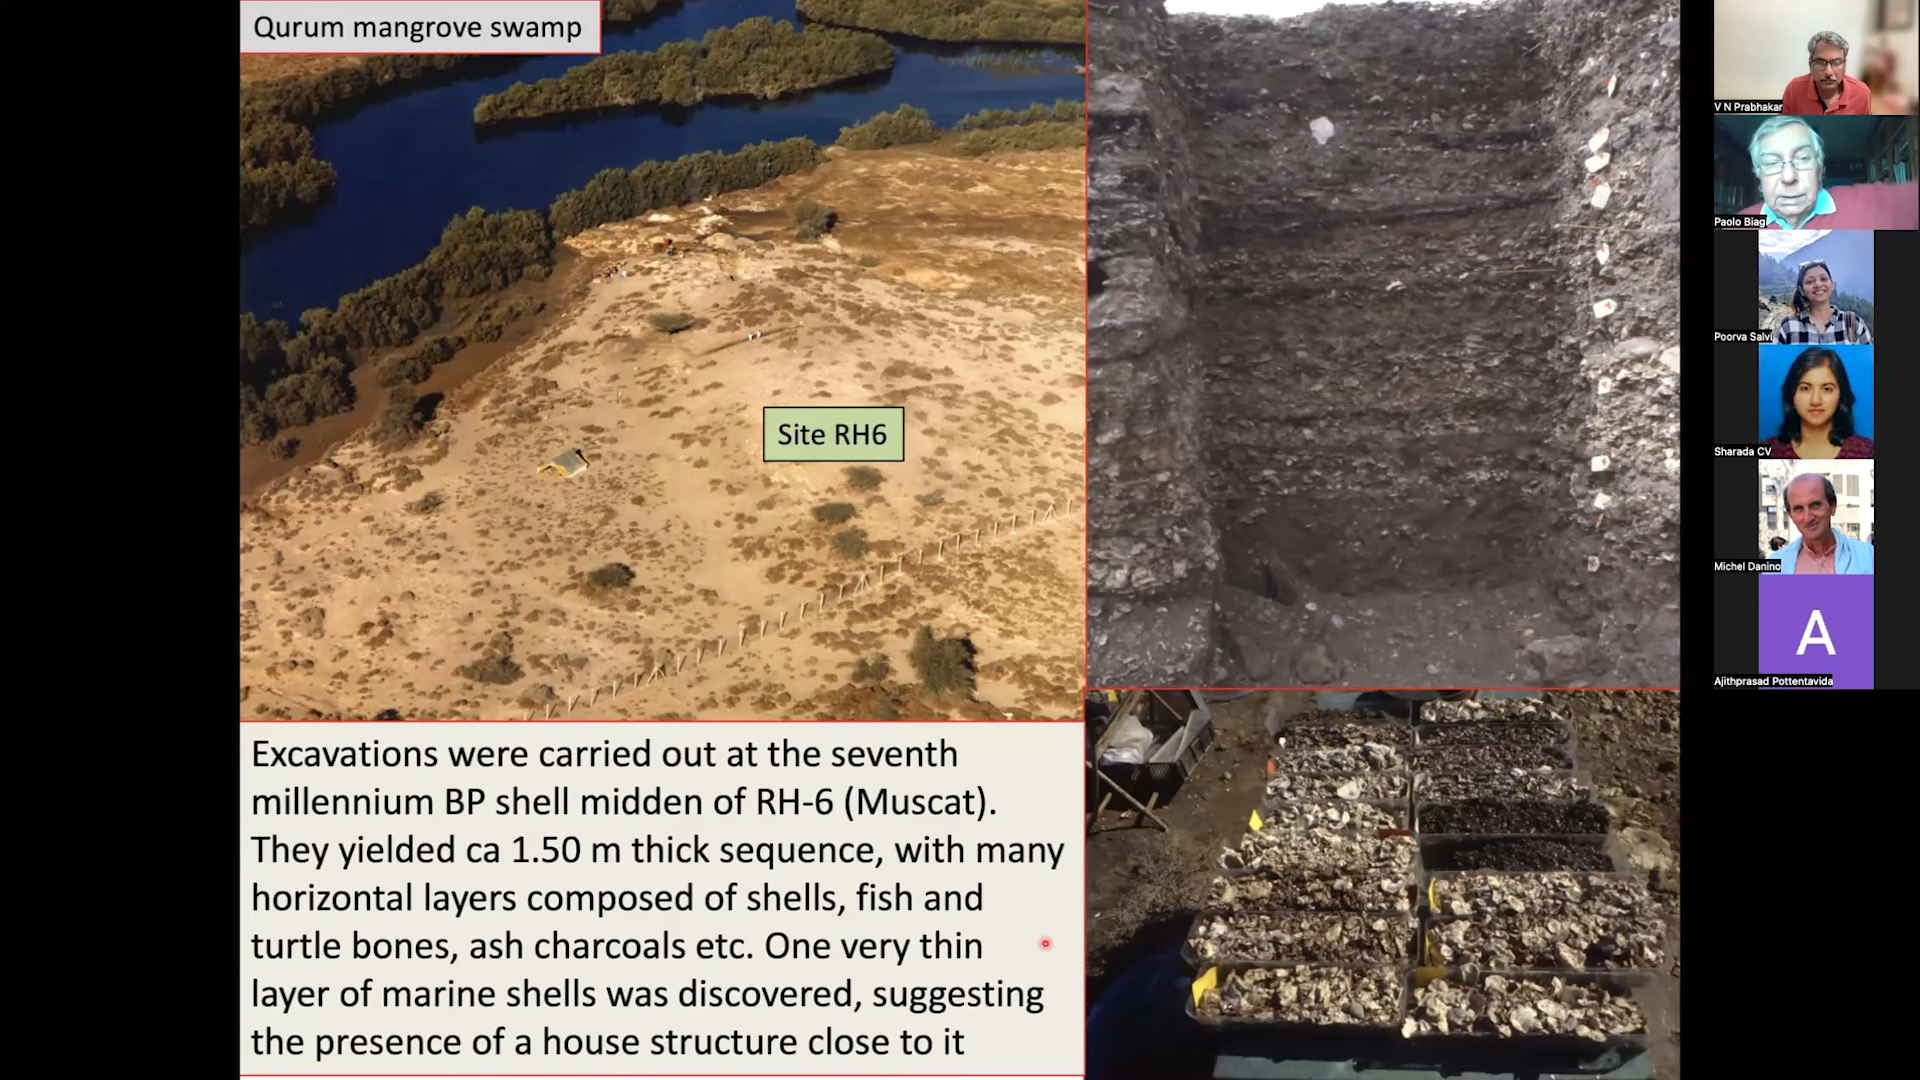 Qurum mangrove swamp
Site RH6
Excavations were carried out at the seventh
millennium BP shell midden of RH-6 (Muscat).
They yielded ca 1.50 m thick sequence, with many
horizontal layers composed of shells, fish and
turtle bones, ash charcoals etc. One very thin
layer of marine shells was discovered, suggesting
the presence of a house structure close to it
V N Prabhakar
Paolo Biagi
Poorva Salvi
Sharada CV
Michel Danino
A
Ajithprasad Pottentavida